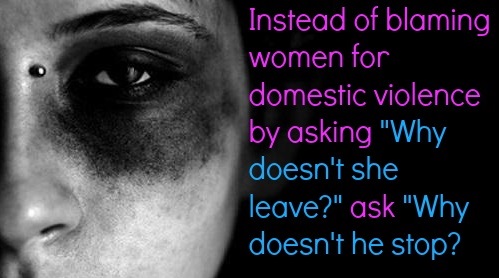 Instead of blaming
women for
domestic violence
by asking "Why
doesn't she
leave?" ask "Why
doesn't he stop?